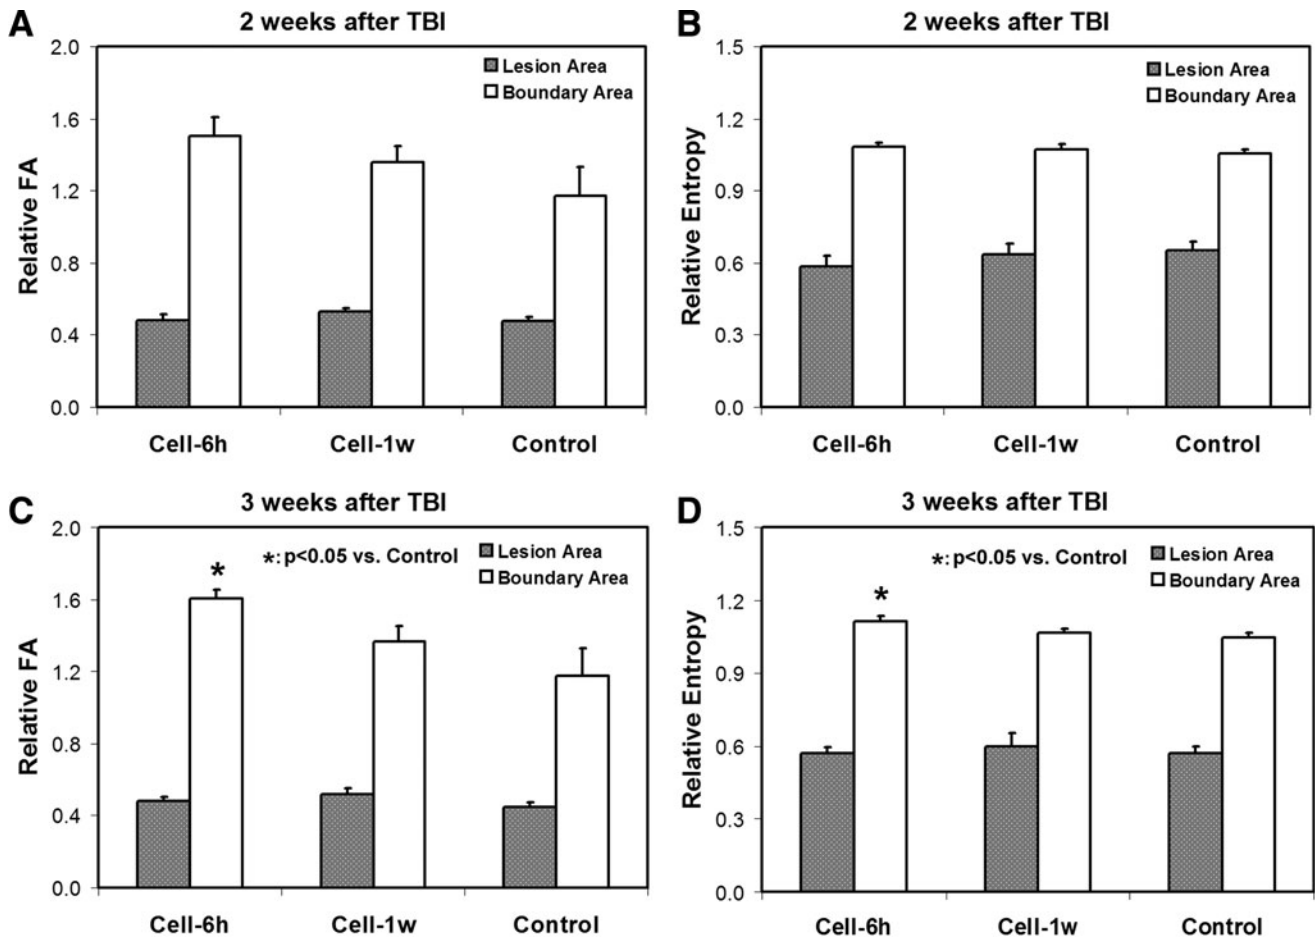 A
2 weeks after TBI
2.0
1.6
1.2
0.8
0.4
0.0
Relative FA
Lesion Area
Boundary Area
Cell-6h Cell-1w Control
B
2 weeks after TBI
1.5
1.2
0.9
0.6
0.3
0.0
Relative Entropy
Lesion Area
Boundary Area
Cell-6h Cell-1w Control
C
3 weeks after TBI
2.0
1.6
1.2
0.8
0.4
0.0
Relative FA
*:p<0.05 vs. Control
Lesion Area
Boundary Area
*
Cell-6h Cell-1w Control
D
3 weeks after TBI
1.5
1.2
0.9
0.6
0.3
0.0
Relative Entropy
*:p<0.05 vs. Control
Lesion Area
Boundary Area
*
Cell-6h Cell-1w Control